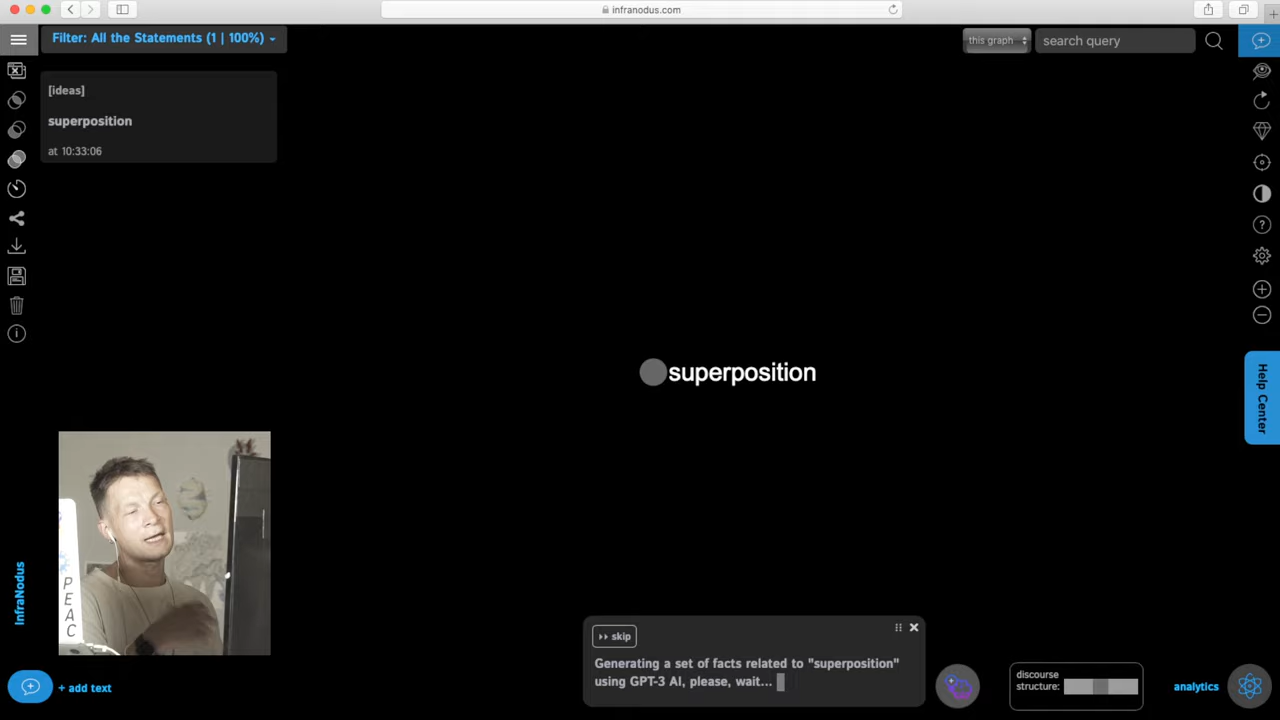 infranodus.com
Filter: All the Statements (1 | 100%)
this graph
search query
[ideas]
superposition
at 10:33:06
superposition
Help Center
PEAC
InfraNodus
skip
Generating a set of facts related to "superposition"
using GPT-3 AI, please, wait...
+ add text
discourse
structure:
analytics